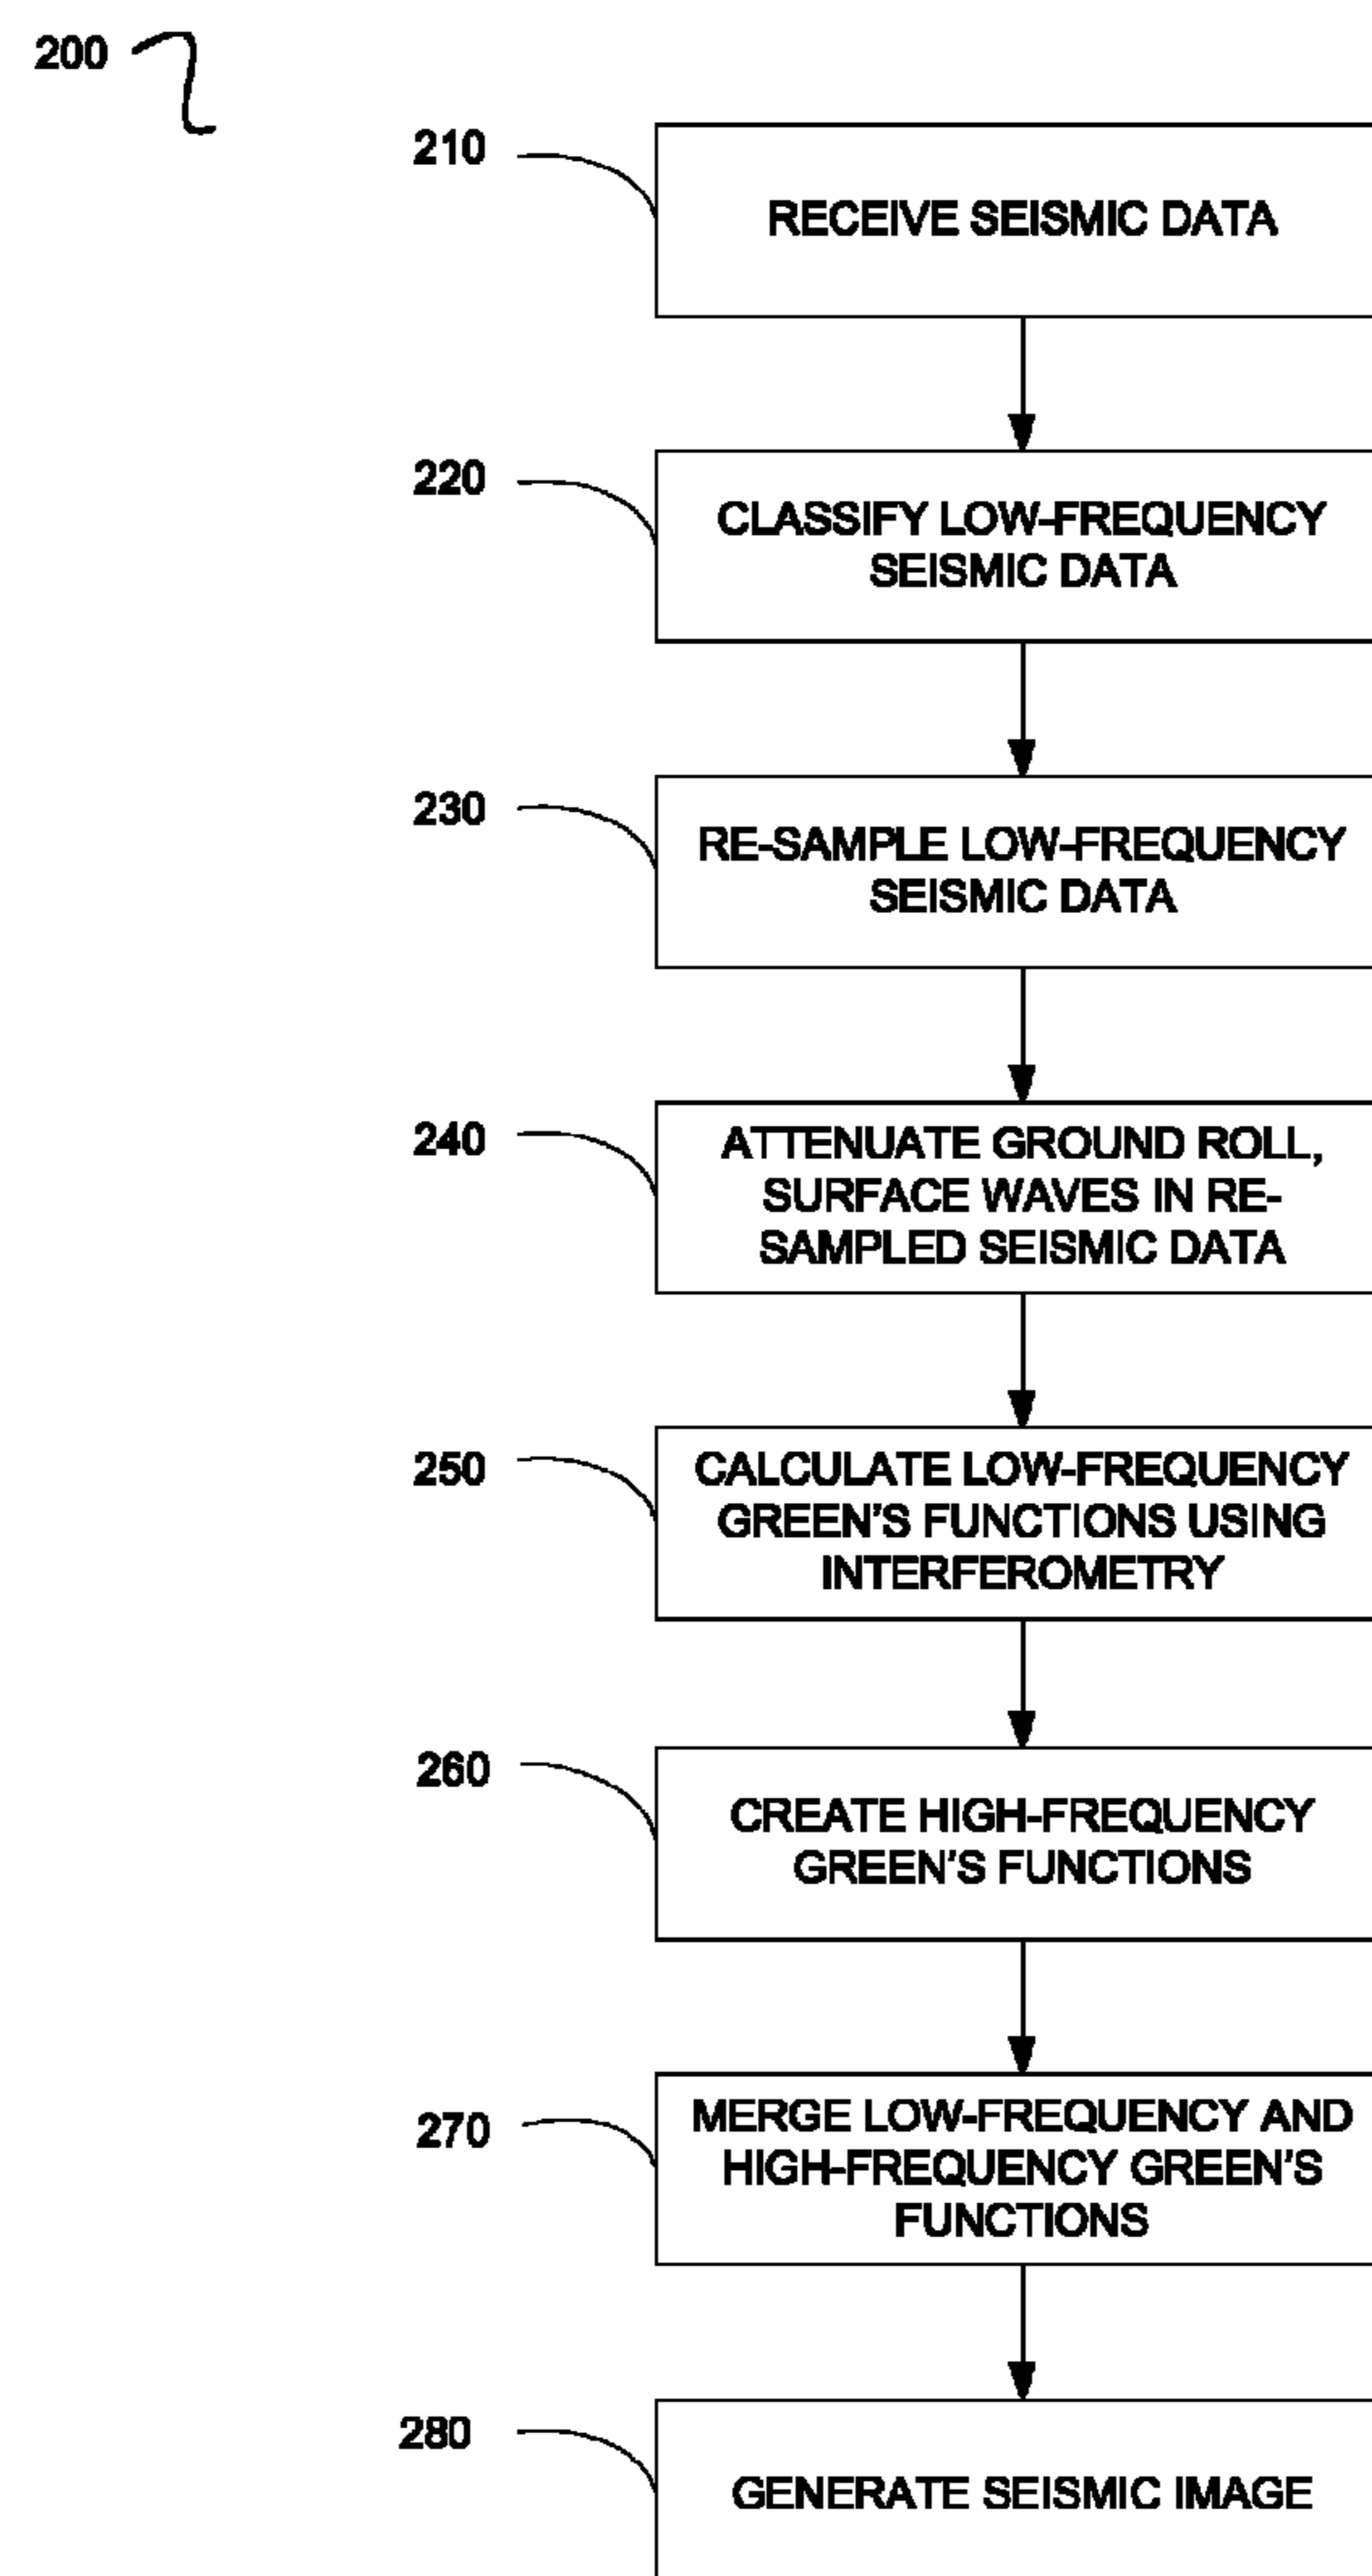 200
210
RECEIVE SEISMIC DATA
220
CLASSIFY LOW-FREQUENCY
SEISMIC DATA
230
RE-SAMPLE LOW-FREQUENCY
SEISMIC DATA
240
ATTENUATE GROUND ROLL,
SURFACE WAVES IN RE-
SAMPLED SEISMIC DATA
250
CALCULATE LOW-FREQUENCY
GREEN'S FUNCTIONS USING
INTERFEROMETRY
260
CREATE HIGH-FREQUENCY
GREEN'S FUNCTIONS
270
MERGE LOW-FREQUENCY AND
HIGH-FREQUENCY GREEN'S
FUNCTIONS
280
GENERATE SEISMIC IMAGE